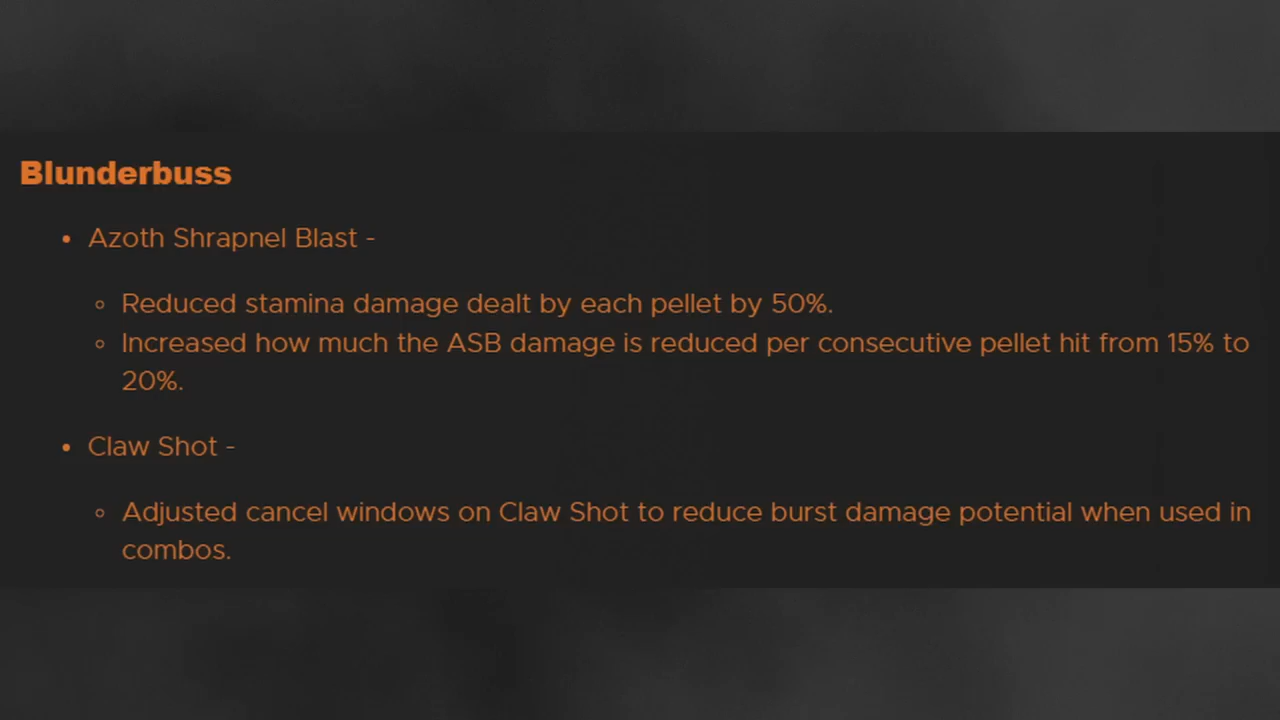 Blunderbuss
• Azoth Shrapnel Blast -
◦ Reduced stamina damage dealt by each pellet by 50%.
◦ Increased how much the ASB damage is reduced per consecutive pellet hit from 15% to
20%.
• Claw Shot -
◦ Adjusted cancel windows on Claw Shot to reduce burst damage potential when used in
combos.